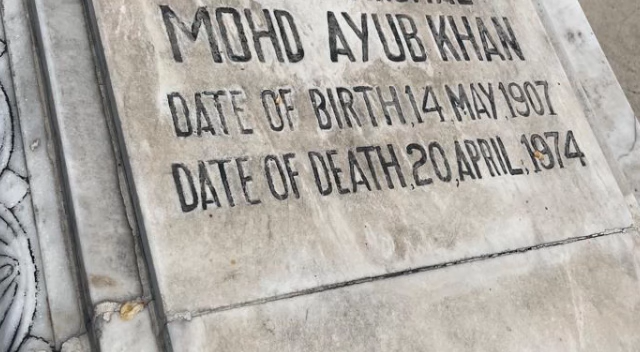 MOHD AYUB KHAN
DATE OF BIRTH,14 MAY,1907
DATE OF DEATH,20,APRIL,1974